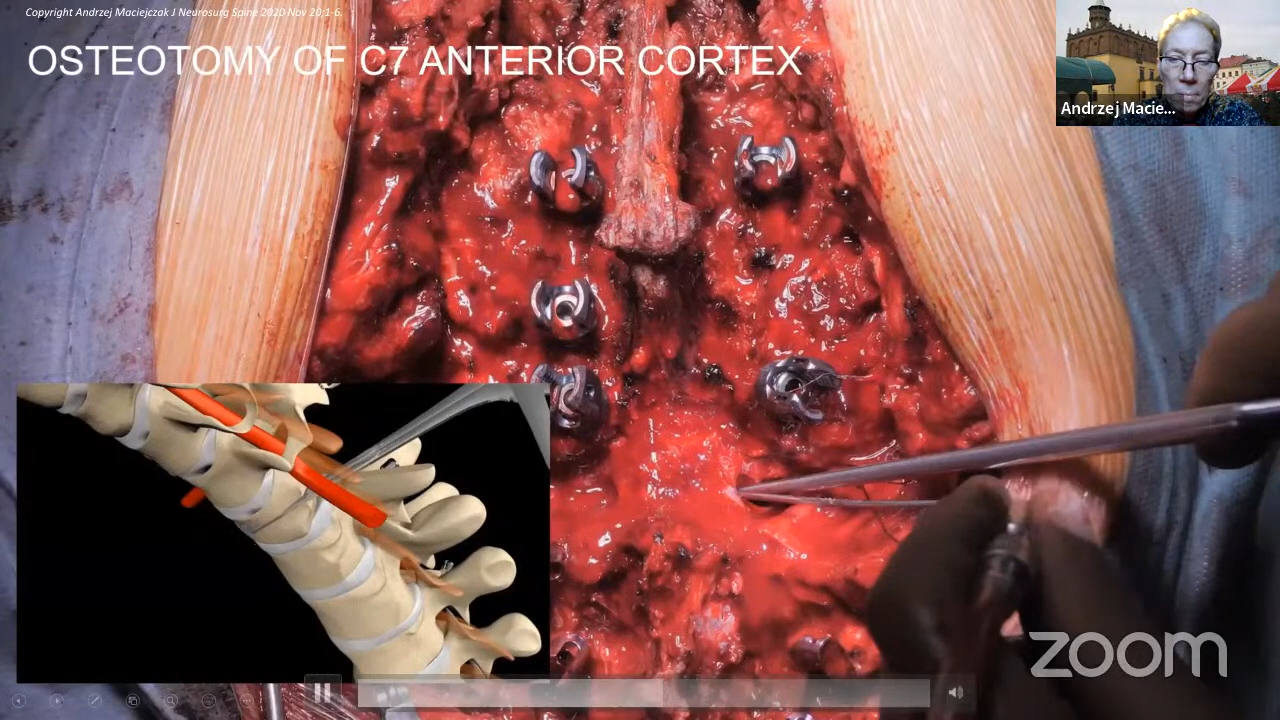 Copyright Andrzej Maciejczak J Neurosurg Spine 2020 Nov 20:1-6.
OSTEOTOMY OF C7 ANTERIOR CORTEX
Andrzej Macie...
zoom